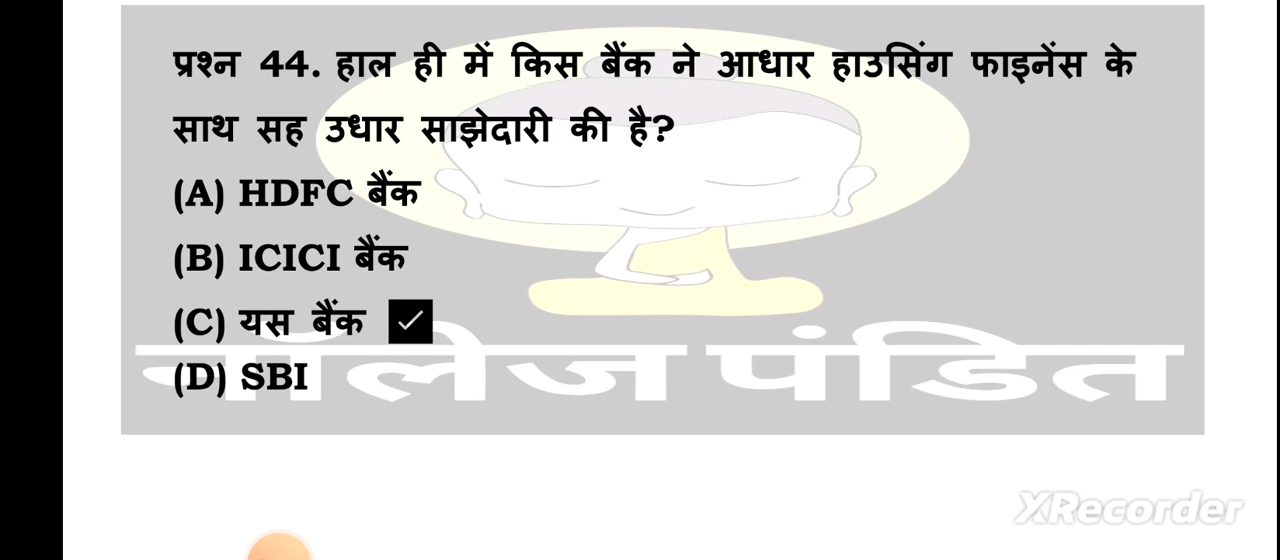 प्रश्न 44. हाल ही में किस बैंक ने आधार हाउसिंग फाइनेंस के
साथ सह उधार साझेदारी की है?
(A) HDFC बैंक
(B) ICICI बैंक
(C) यस बैंक ✓
(D) SBI
नॉलेज पंडित
XRecorder